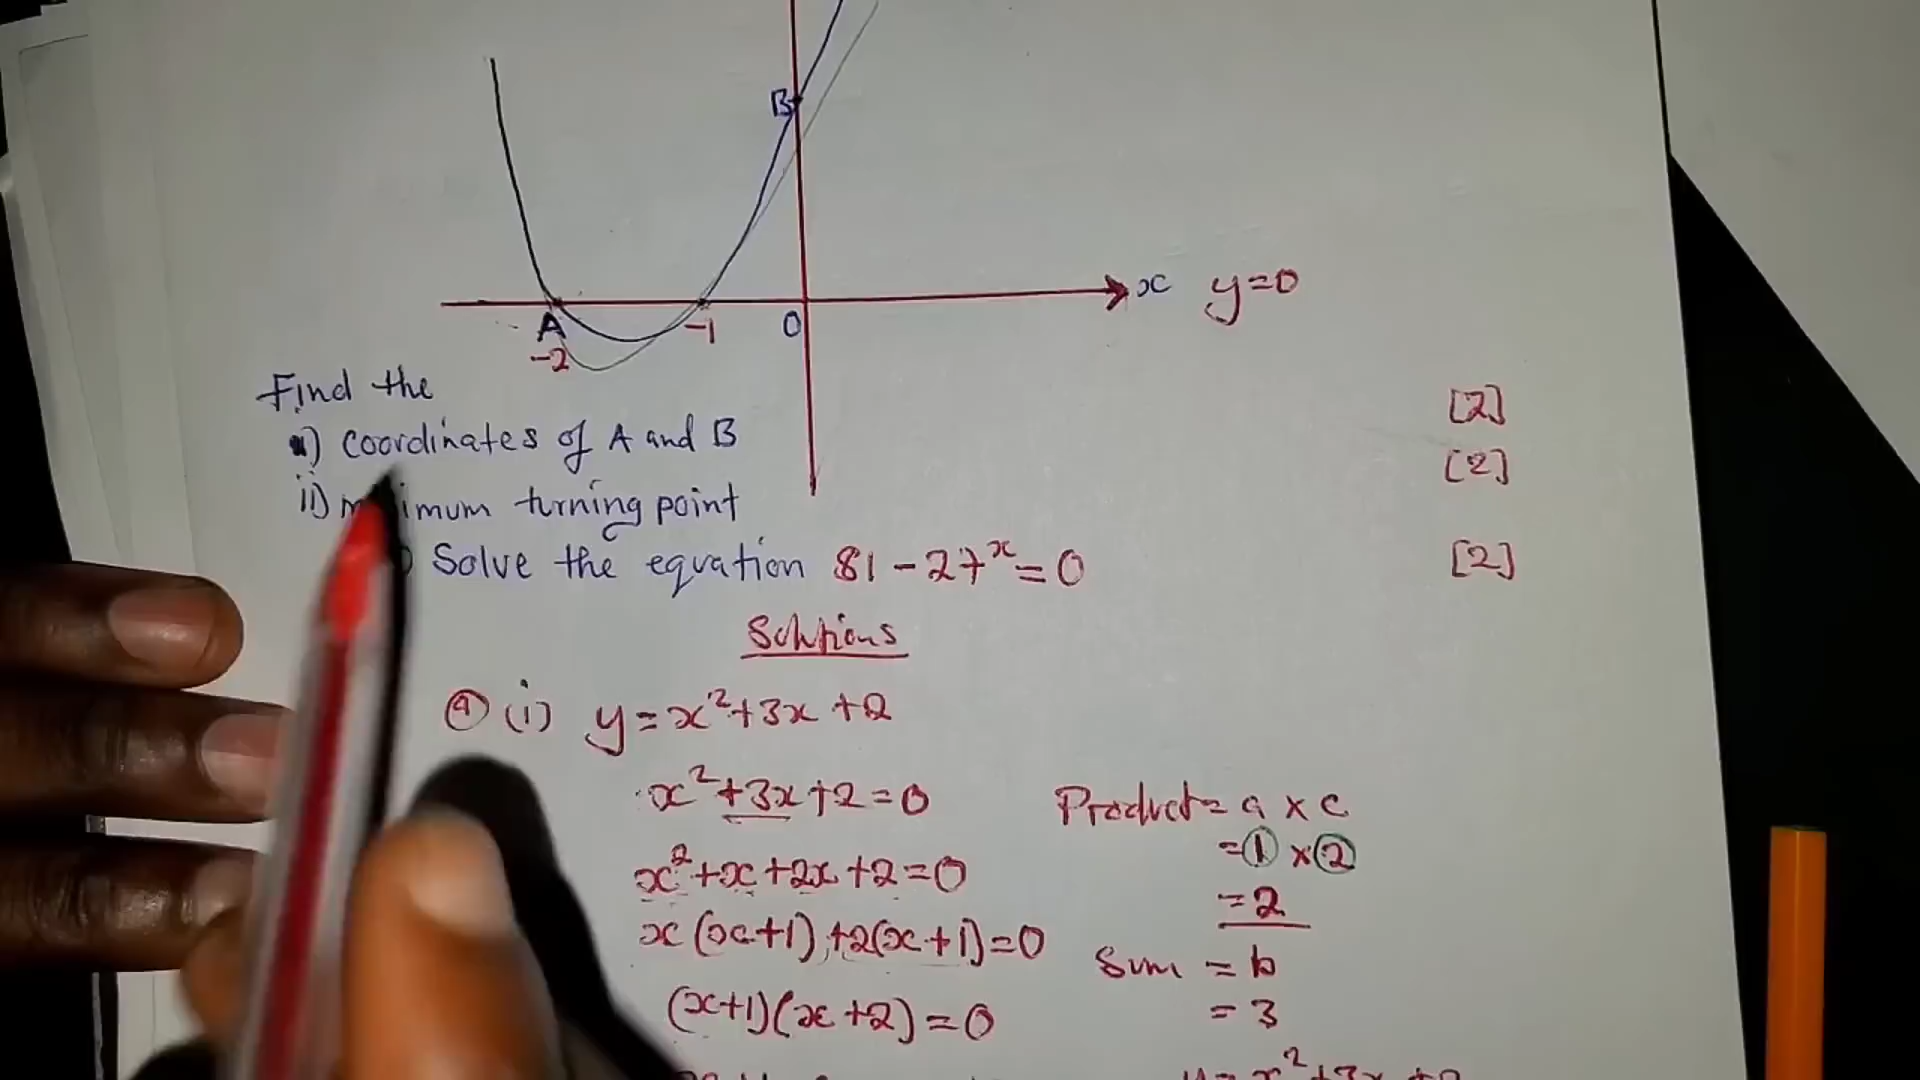 B
x y=0
A -1 0
-2
Find the
[2]
i) coordinates of A and B
[2]
ii) turning point
Solve the equation 81 - 27^x = 0 [2]
Solutions
(a) (i) y = x² + 3x + 2
x² + 3x + 2 = 0 Product = a x c
= 1 x 2
x² + x + 2x + 2 = 0
= 2
x(x+1) + 2(x+1) = 0
Sum = b
(x+1)(x+2) = 0 = 3